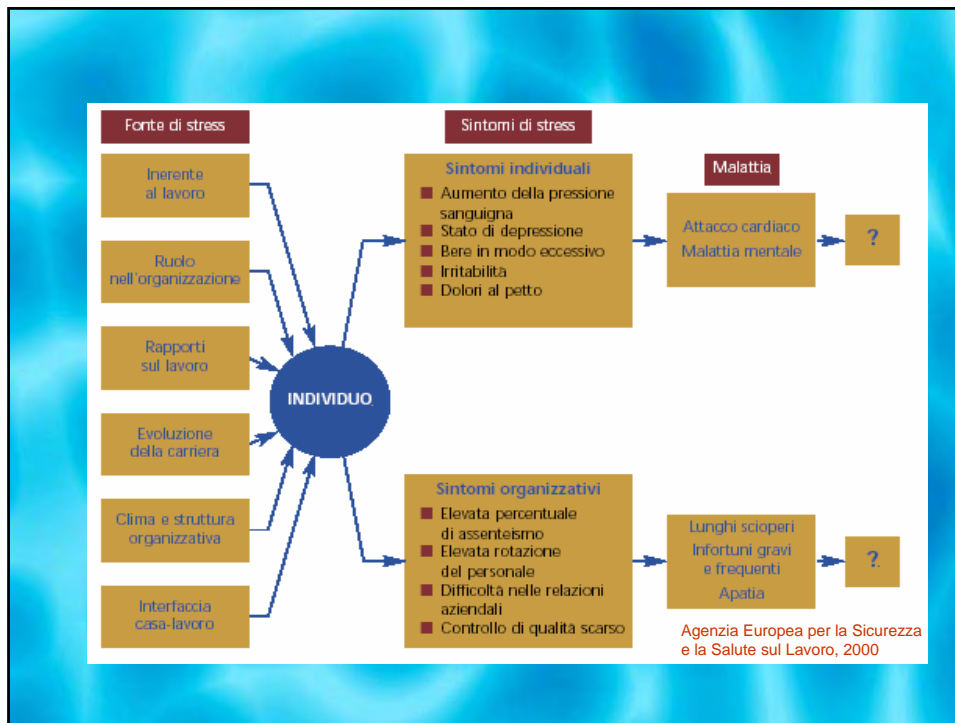 Fonte di stress
Inerente
al lavoro
Ruolo
nell'organizzazione
Rapporti
sul lavoro
Evoluzione
della carriera
Clima e struttura
organizzativa
Interfaccia
casa-lavoro
INDIVIDUO
Sintomi di stress
Sintomi individuali
Aumento della pressione
sanguigna
Stato di depressione
Bere in modo eccessivo
Irritabilità
Dolori al petto
Malattia
Attacco cardiaco
Malattia mentale
?
Sintomi organizzativi
Elevata percentuale
di assenteismo
Elevata rotazione
del personale
Difficoltà nelle relazioni
aziendali
Controllo di qualità scarso
Lunghi scioperi
Infortuni gravi
e frequenti
Apatia
?
Agenzia Europea per la Sicurezza
e la Salute sul Lavoro, 2000